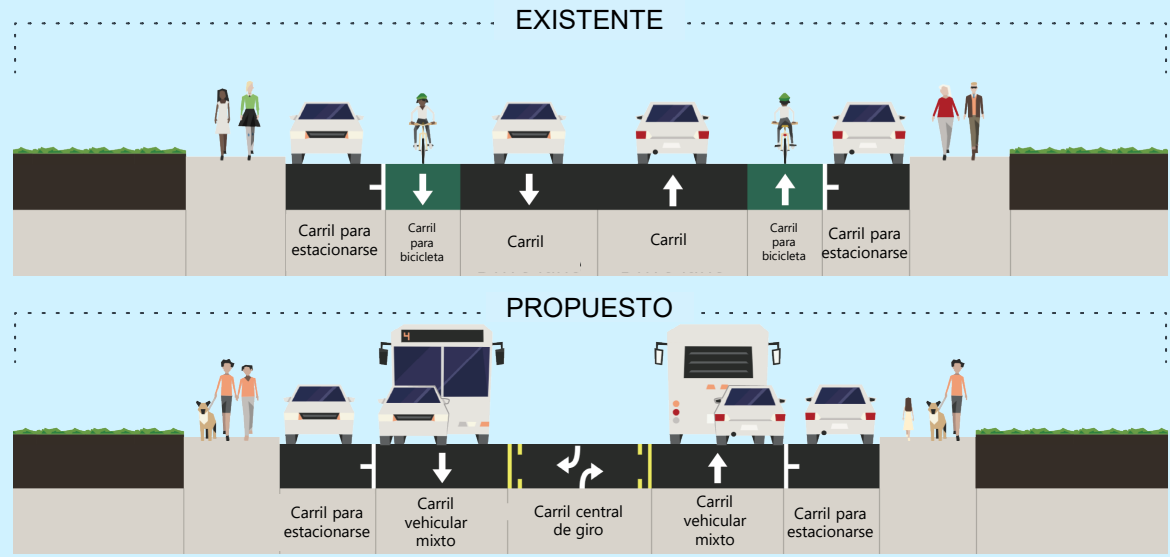 EXISTENTE
Carril para
estacionarse
Carril
para
bicicleta
Carril
Carril
Carril
para
bicicleta
Carril para
estacionarse
PROPUESTO
4
Carril para
estacionarse
Carril
vehicular
mixto
Carril central
de giro
Carril
vehicular
mixto
Carril para
estacionarse